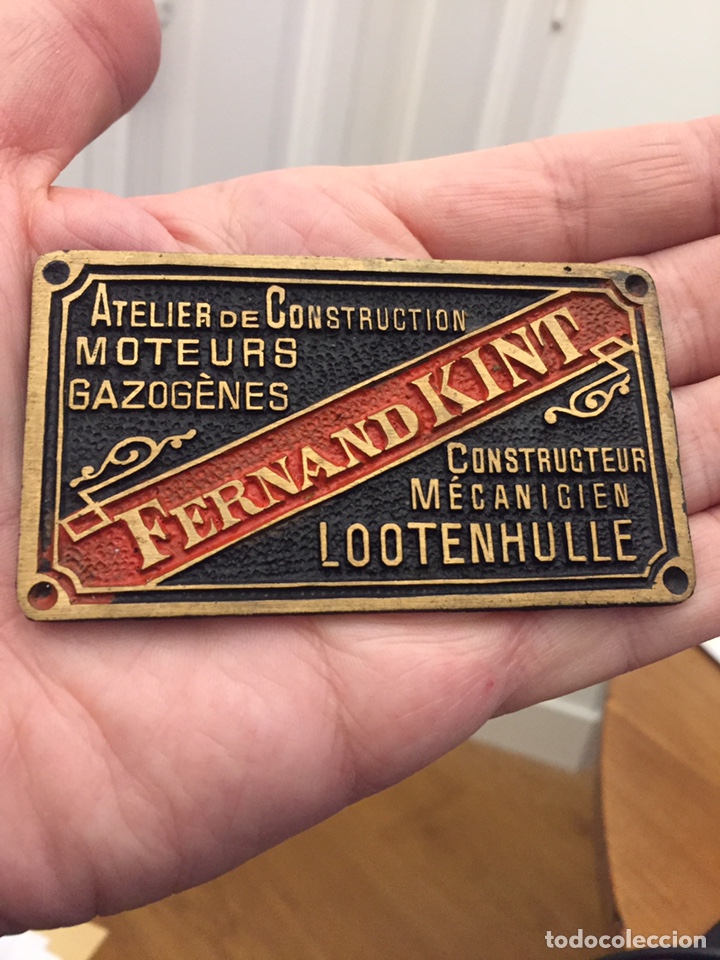 ATELIER DE CONSTRUCTION
MOTEURS
GAZOGÈNES
FERNAND KINT
CONSTRUCTEUR
MÉCANICIEN
LOOTENHULLE
todocoleccion